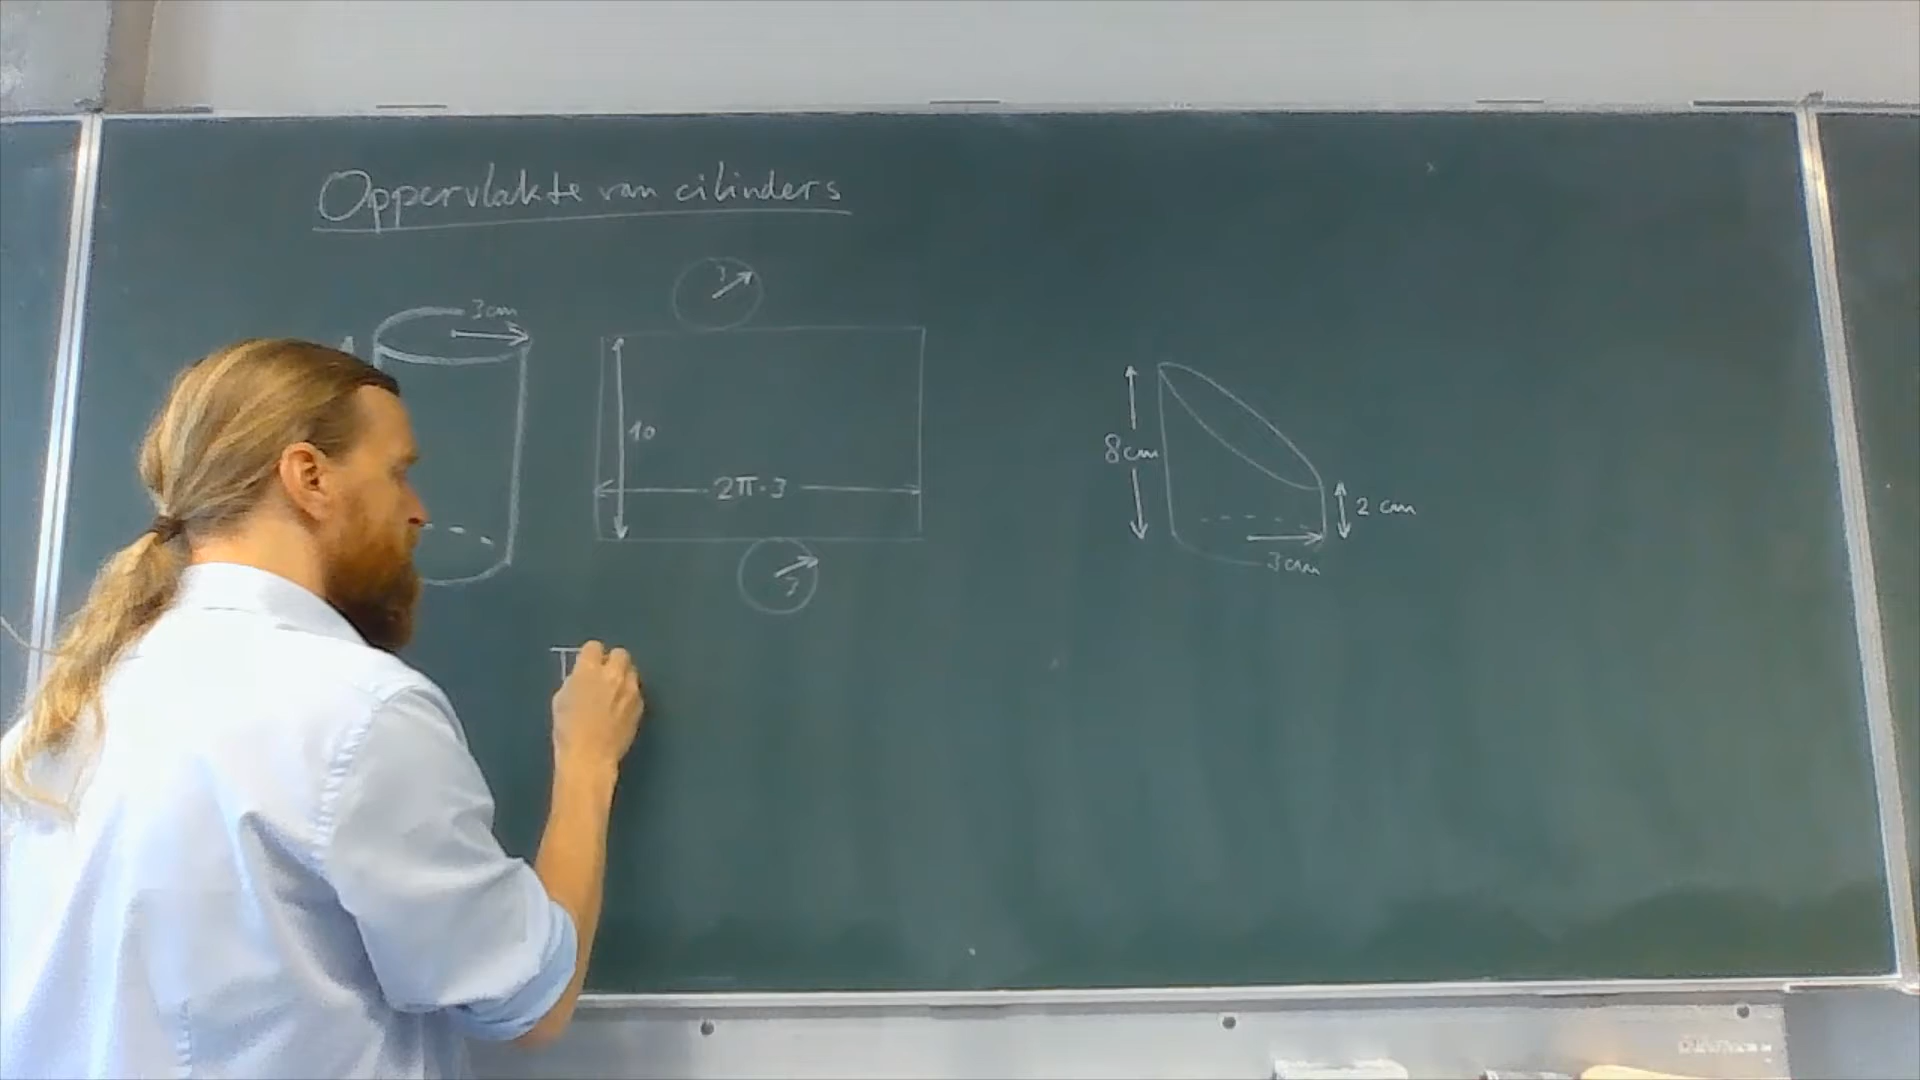 Oppervlakte van cilinders
3cm
3
10
2π·3
3
8cm
2 cm
3cm
π